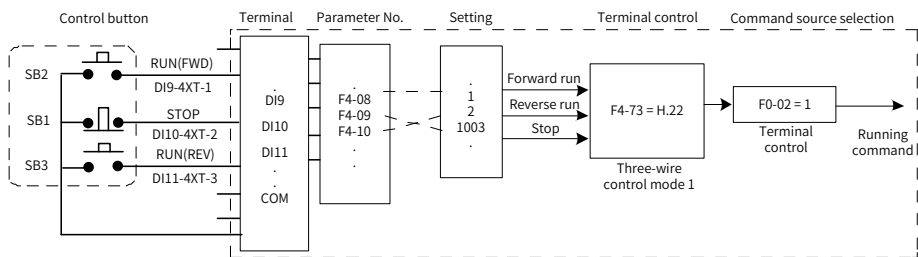 Control button
Terminal
Parameter No.
Setting
Terminal control
Command source selection
SB2
RUN(FWD)
DI9-4XT-1
SB1
STOP
DI10-4XT-2
SB3
RUN(REV)
DI11-4XT-3
.
DI9
DI10
DI11
.
.
COM
.
F4-08
F4-09
F4-10
.
.
.
1
2
1003
.
Forward run
Reverse run
Stop
F4-73 = H.22
Three-wire
control mode 1
F0-02 = 1
Terminal
control
Running
command